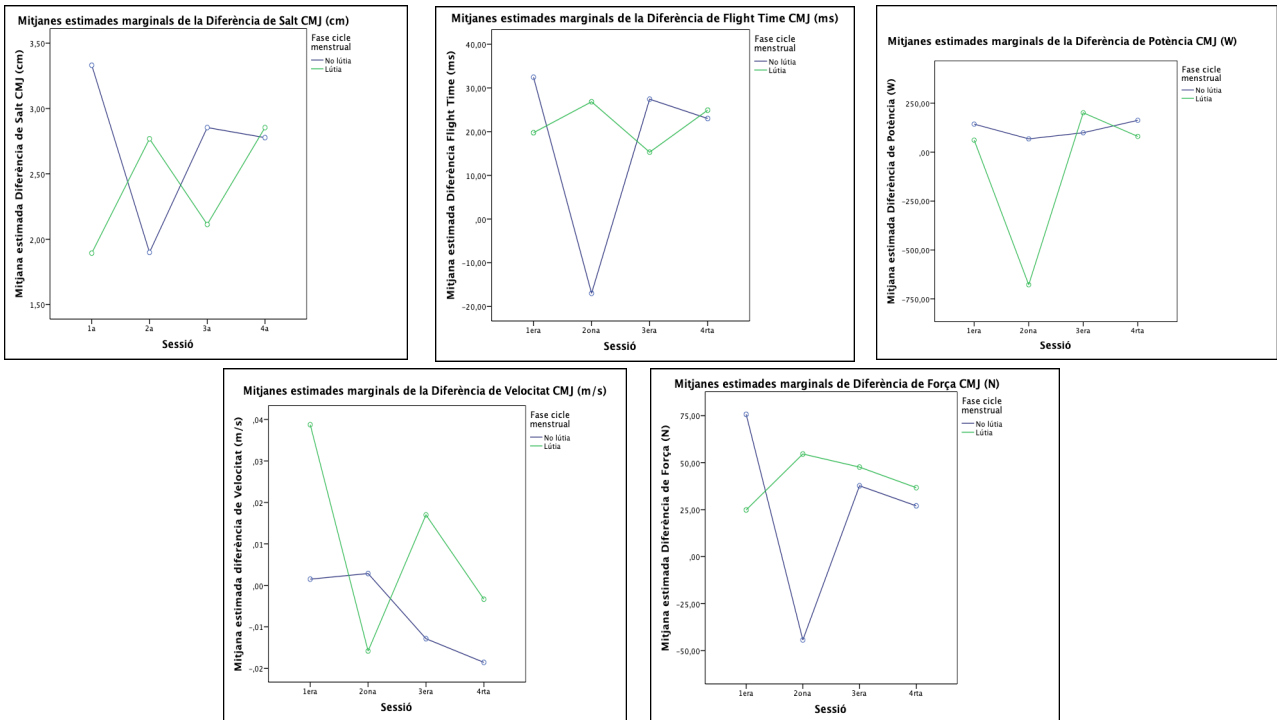 Mitjanes estimades marginals de la Diferència de Salt CMJ (cm)
Mitjana estimada Diferència de Salt CMJ (cm)
3,50
3,00
2,50
2,00
1,50
1a
2a
3a
4a
Sessió
Fase cicle
menstrual
No lútia
Lútia
Mitjanes estimades marginals de la Diferència de Flight Time CMJ (ms)
Mitjana estimada Diferència Flight Time (ms)
40,00
30,00
20,00
10,00
,00
-10,00
-20,00
1era
2ona
3era
4rta
Sessió
Fase cicle
menstrual
No lútia
Lútia
Mitjanes estimades marginals de la Diferència de Potència CMJ (W)
Mitjana estimada Diferència de Potència (W)
250,00
,00
-250,00
-500,00
-750,00
1era
2ona
3era
4rta
Sessió
Fase cicle
menstrual
No lútia
Lútia
Mitjanes estimades marginals de la Diferència de Velocitat CMJ (m/s)
Mitjana estimada diferència de Velocitat (m/s)
,04
,03
,02
,01
,00
-,01
-,02
1era
2ona
3era
4rta
Sessió
Fase cicle
menstrual
No lútia
Lútia
Mitjanes estimades marginals de Diferència de Força CMJ (N)
Mitjana estimada Diferència de Força (N)
75,00
50,00
25,00
,00
-25,00
-50,00
1era
2ona
3era
4rta
Sessió
Fase cicle
menstrual
No lútia
Lútia